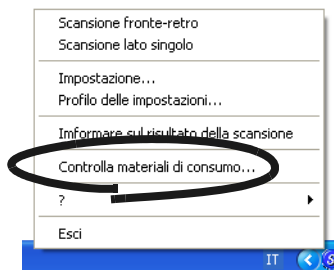 Scansione fronte-retro
Scansione lato singolo
Impostazione...
Profilo delle impostazioni...
Imformare sul risultato della scansione
Controlla materiali di consumo...
?
Esci
IT